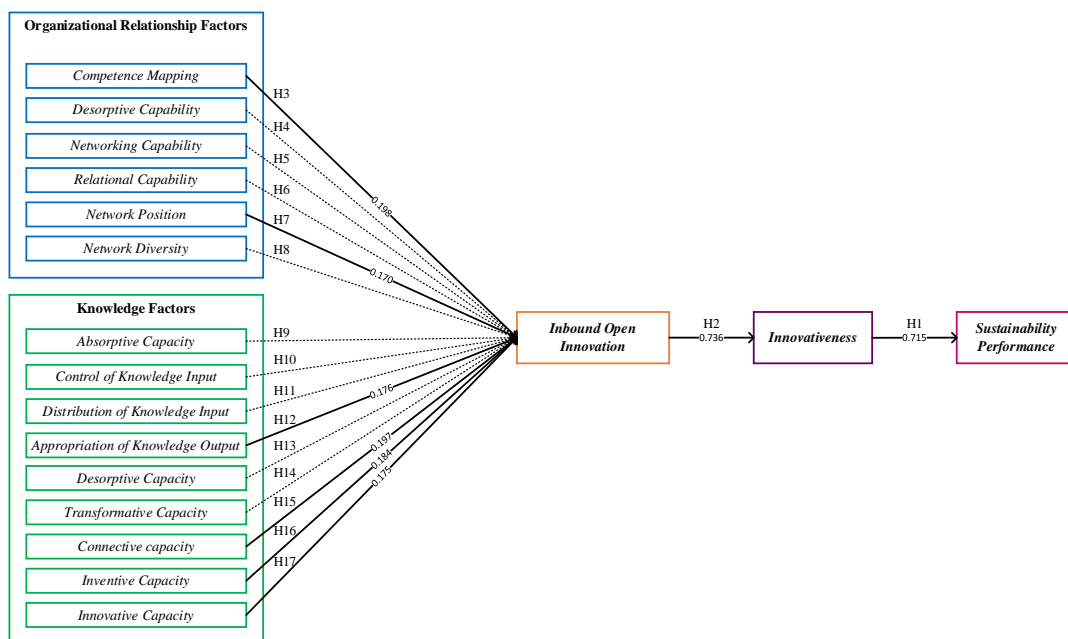 Organizational Relationship Factors
Competence Mapping
Desorptive Capability
Networking Capability
Relational Capability
Network Position
Network Diversity
H3
H4
H5
H6
H7
H8
0.198
0.170
Knowledge Factors
Absorptive Capacity
Control of Knowledge Input
Distribution of Knowledge Input
Appropriation of Knowledge Output
Desorptive Capacity
Transformative Capacity
Connective capacity
Inventive Capacity
Innovative Capacity
H9
H10
H11
H12
H13
H14
H15
H16
H17
0.176
0.197
0.184
0.175
Inbound Open
Innovation
H2
0.736
Innovativeness
H1
0.715
Sustainability
Performance